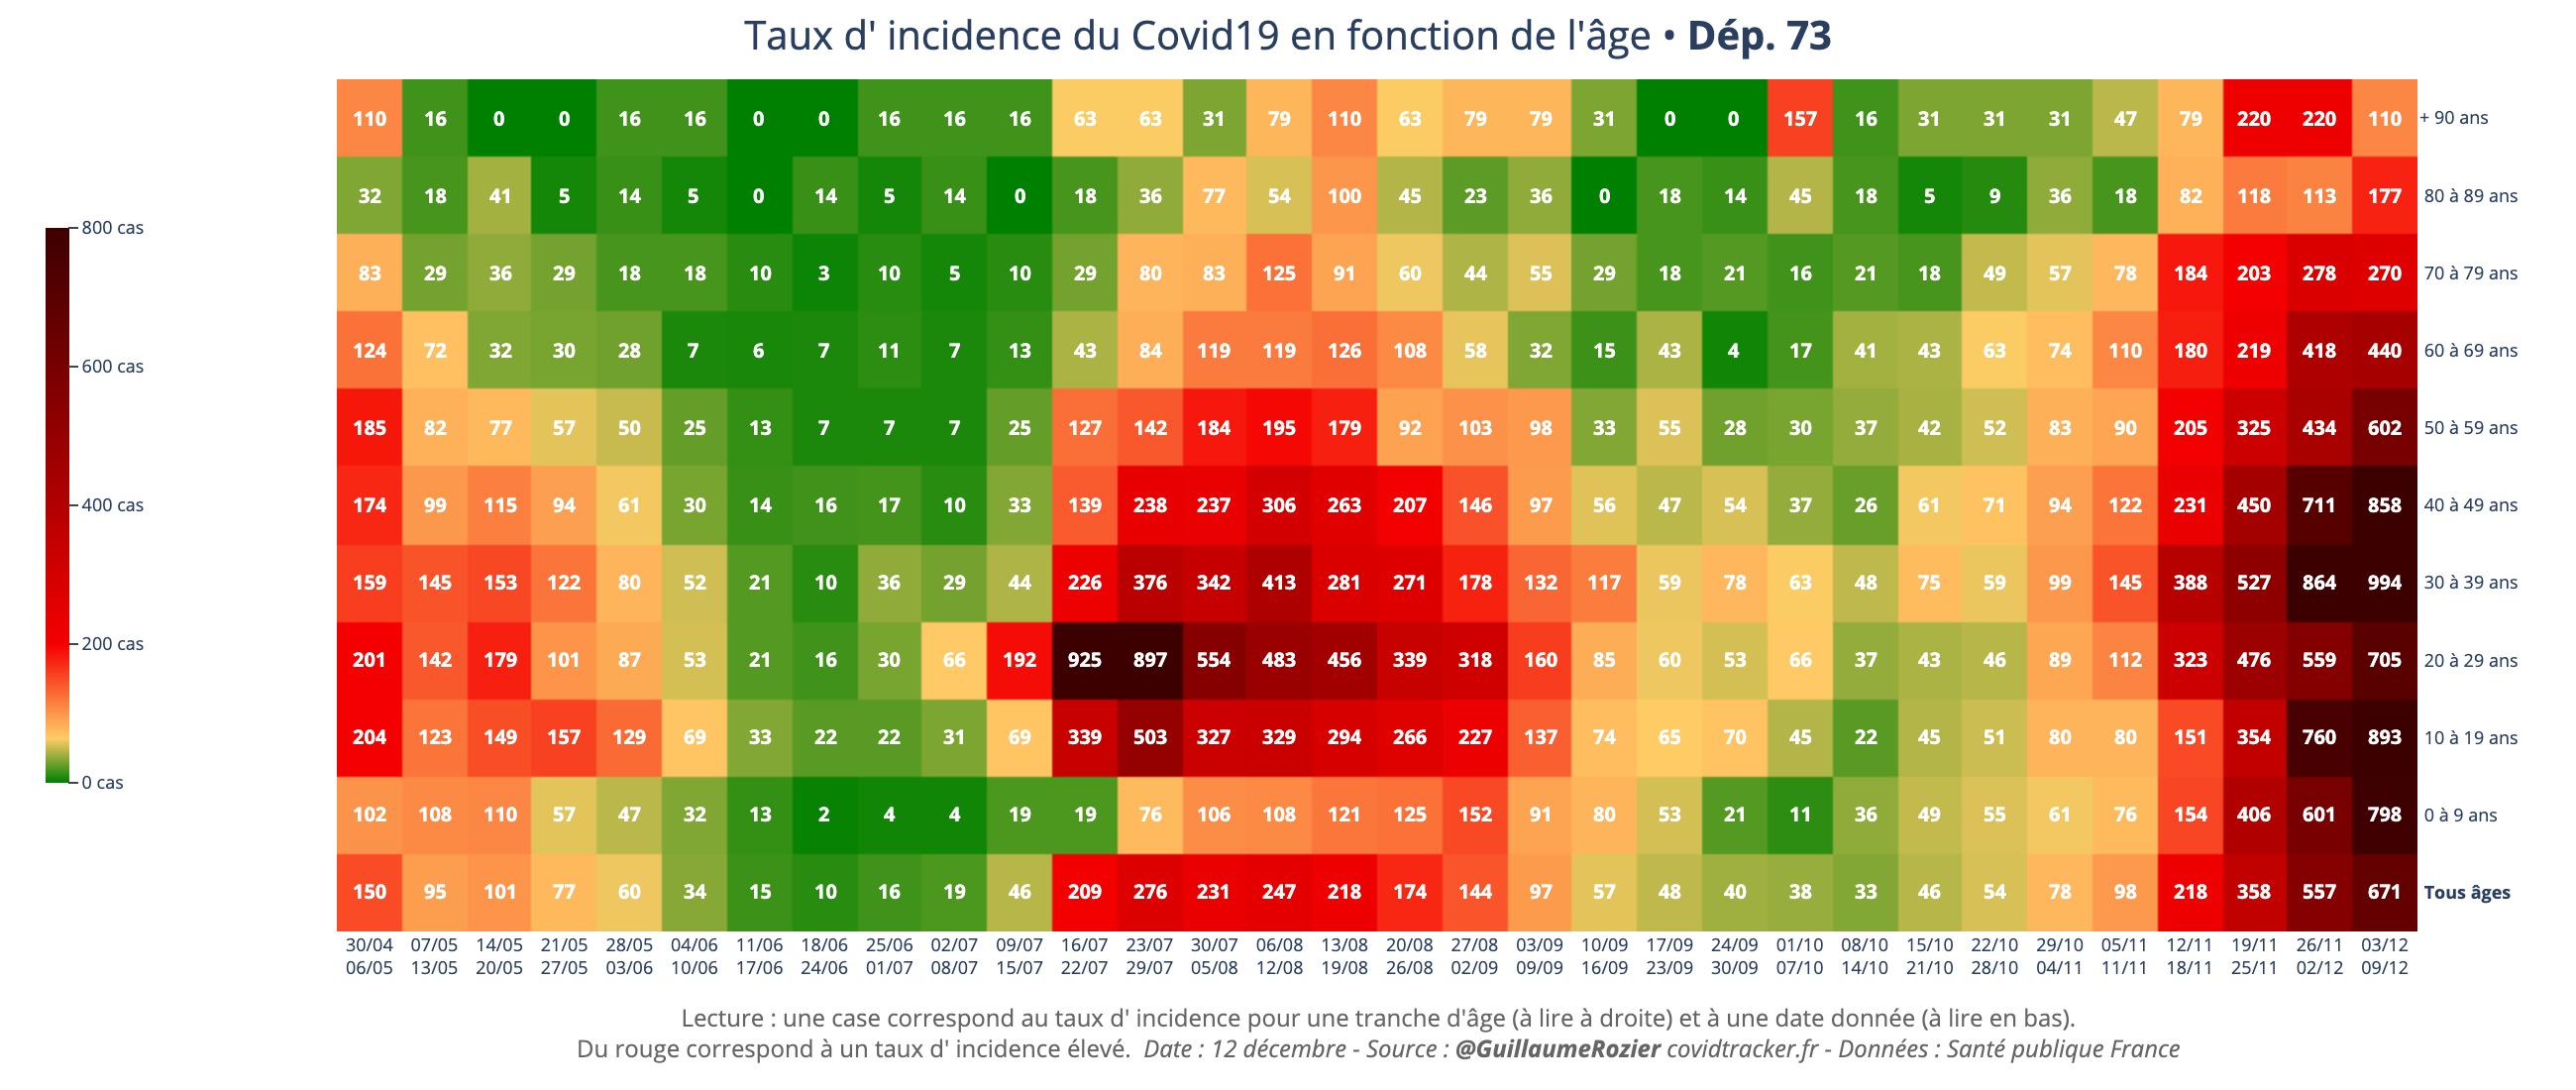 Taux d' incidence du Covid19 en fonction de l'âge • Dép. 73
110 16 0 0 16 16 0 0 16 16 16 63 63 31 79 110 63 79 79 31 0 0 157 16 31 31 31 47 79 220 220 110 + 90 ans
32 18 41 5 14 5 0 14 5 14 0 18 36 77 54 100 45 23 36 0 18 14 45 18 5 9 36 18 82 118 113 177 80 à 89 ans
800 cas
83 29 36 29 18 18 10 3 10 5 10 29 80 83 125 91 60 44 55 29 18 21 16 21 18 49 57 78 184 203 278 270 70 à 79 ans
124 72 32 30 28 7 6 7 11 7 13 43 84 119 119 126 108 58 32 15 43 4 17 41 43 63 74 110 180 219 418 440 60 à 69 ans
600 cas
185 82 77 57 50 25 13 7 7 7 25 127 142 184 195 179 92 103 98 33 55 28 30 37 42 52 83 90 205 325 434 602 50 à 59 ans
400 cas
174 99 115 94 61 30 14 16 17 10 33 139 238 237 306 263 207 146 97 56 47 54 37 26 61 71 94 122 231 450 711 858 40 à 49 ans
159 145 153 122 80 52 21 10 36 29 44 226 376 342 413 281 271 178 132 117 59 78 63 48 75 59 99 145 388 527 864 994 30 à 39 ans
200 cas
201 142 179 101 87 53 21 16 30 66 192 925 897 554 483 456 339 318 160 85 60 53 66 37 43 46 89 112 323 476 559 705 20 à 29 ans
204 123 149 157 129 69 33 22 22 31 69 339 503 327 329 294 266 227 137 74 65 70 45 22 45 51 80 80 151 354 760 893 10 à 19 ans
0 cas
102 108 110 57 47 32 13 2 4 4 19 19 76 106 108 121 125 152 91 80 53 21 11 36 49 55 61 76 154 406 601 798 0 à 9 ans
150 95 101 77 60 34 15 10 16 19 46 209 276 231 247 218 174 144 97 57 48 40 38 33 46 54 78 98 218 358 557 671 Tous âges
30/04 07/05 14/05 21/05 28/05 04/06 11/06 18/06 25/06 02/07 09/07 16/07 23/07 30/07 06/08 13/08 20/08 27/08 03/09 10/09 17/09 24/09 01/10 08/10 15/10 22/10 29/10 05/11 12/11 19/11 26/11 03/12
06/05 13/05 20/05 27/05 03/06 10/06 17/06 24/06 01/07 08/07 15/07 22/07 29/07 05/08 12/08 19/08 26/08 02/09 09/09 16/09 23/09 30/09 07/10 14/10 21/10 28/10 04/11 11/11 18/11 25/11 02/12 09/12
Lecture : une case correspond au taux d' incidence pour une tranche d'âge (à lire à droite) et à une date donnée (à lire en bas).
Du rouge correspond à un taux d' incidence élevé. Date : 12 décembre - Source : @GuillaumeRozier covidtracker.fr - Données : Santé publique France